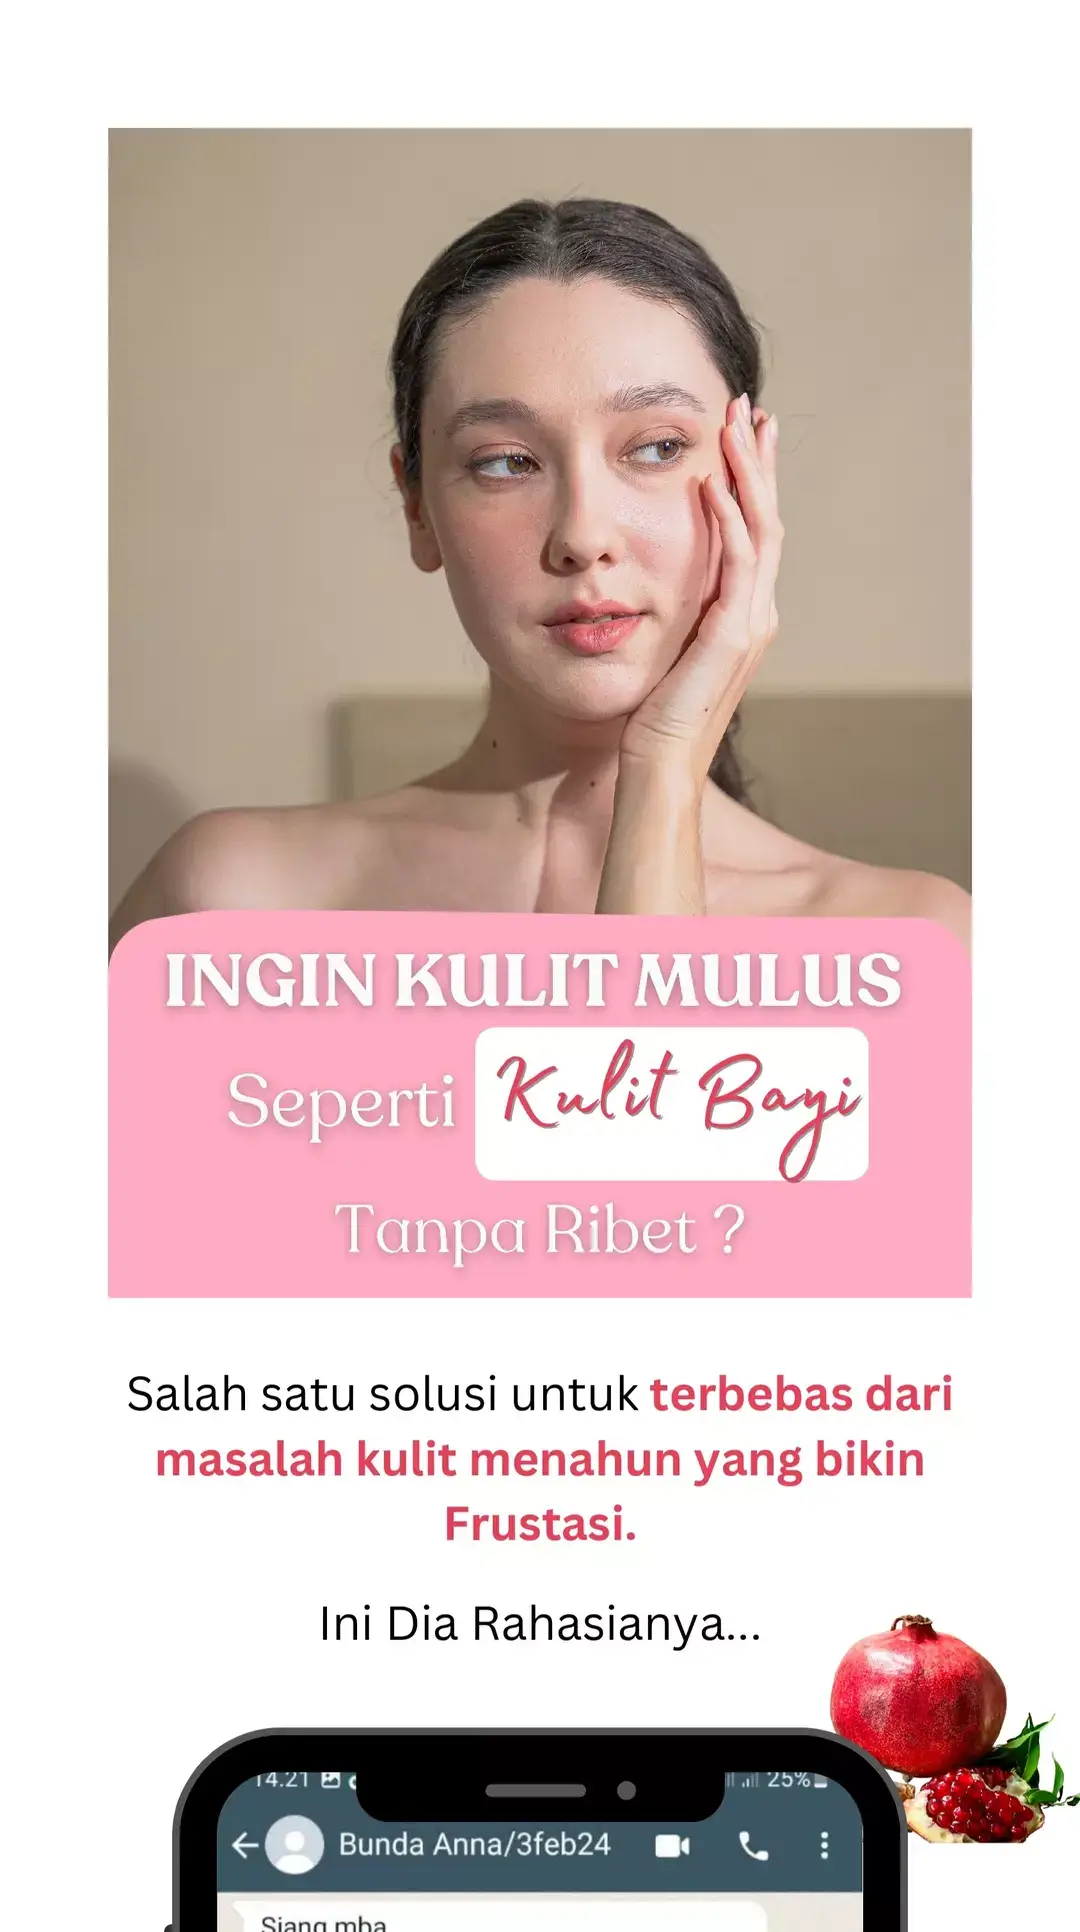 INGIN KULIT MULUS
Seperti Kulit Bayi
Tanpa Ribet ?
Salah satu solusi untuk terbebas dari
masalah kulit menahun yang bikin
Frustasi.
Ini Dia Rahasianya...
14.21 25%
Bunda Anna/3feb24
Siang mba